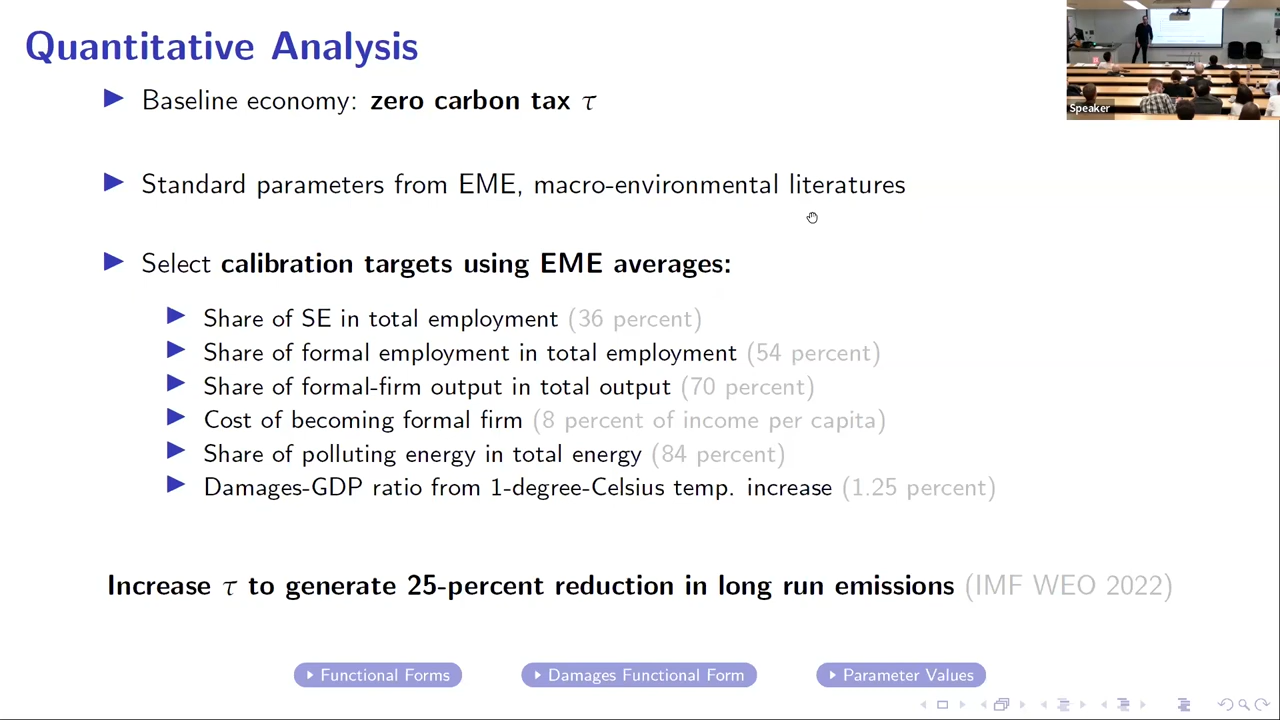 Quantitative Analysis
Baseline economy: zero carbon tax τ
Standard parameters from EME, macro-environmental literatures
Select calibration targets using EME averages:
Share of SE in total employment (36 percent)
Share of formal employment in total employment (54 percent)
Share of formal-firm output in total output (70 percent)
Cost of becoming formal firm (8 percent of income per capita)
Share of polluting energy in total energy (84 percent)
Damages-GDP ratio from 1-degree-Celsius temp. increase (1.25 percent)
Increase τ to generate 25-percent reduction in long run emissions (IMF WEO 2022)
Functional Forms
Damages Functional Form
Parameter Values
Speaker